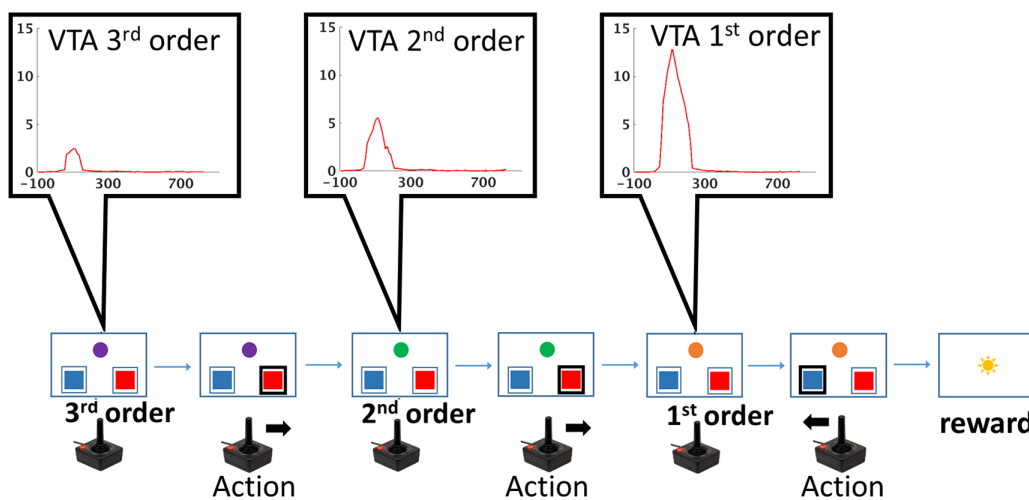 VTA 3rd order
15
10
5
0
-100 300 700
VTA 2nd order
15
10
5
0
-100 300 700
VTA 1st order
15
10
5
0
-100 300 700
3rd order
2nd order
1st order
reward
Action
Action
Action